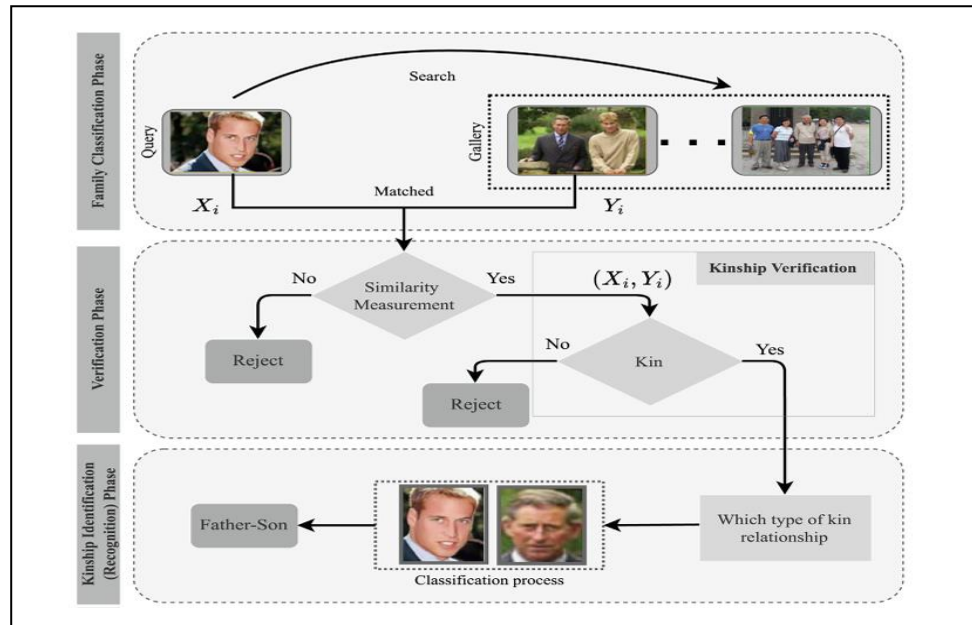 Family Classification Phase
Search
Query
Gallery
Matched
X_i
Y_i
Verification Phase
No
Similarity
Measurement
Yes
(X_i, Y_i)
Kinship Verification
Reject
No
Kin
Yes
Reject
Kinship Identification
(Recognition) Phase
Father-Son
Classification process
Which type of kin
relationship